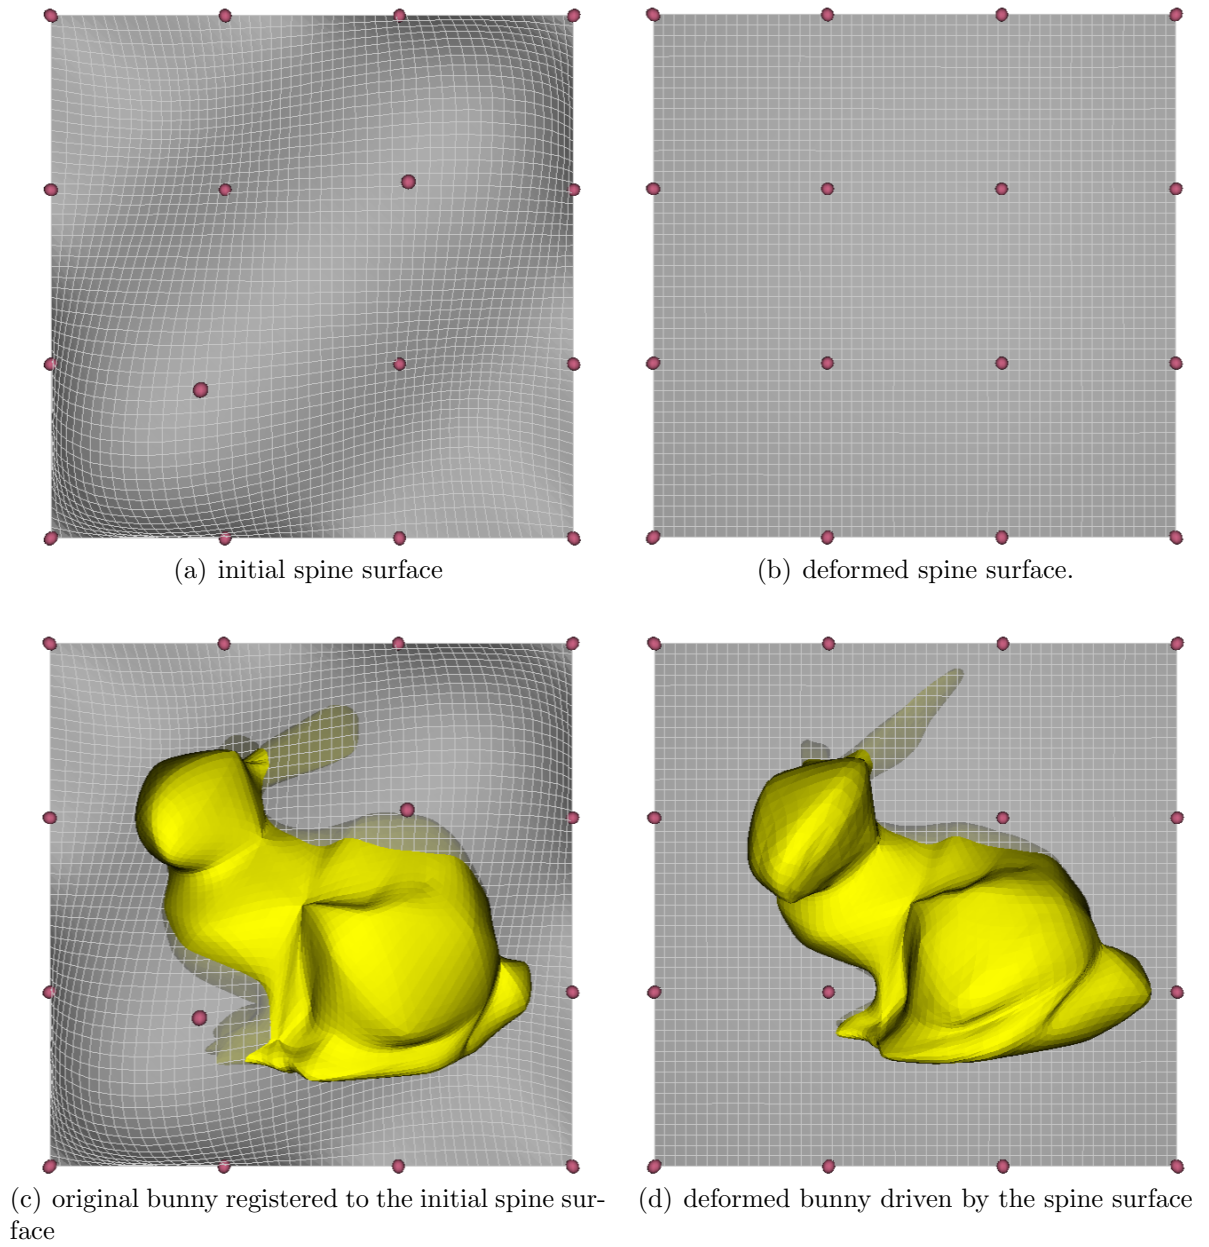 (a) initial spine surface
(b) deformed spine surface.
(c) original bunny registered to the initial spine sur-
face
(d) deformed bunny driven by the spine surface